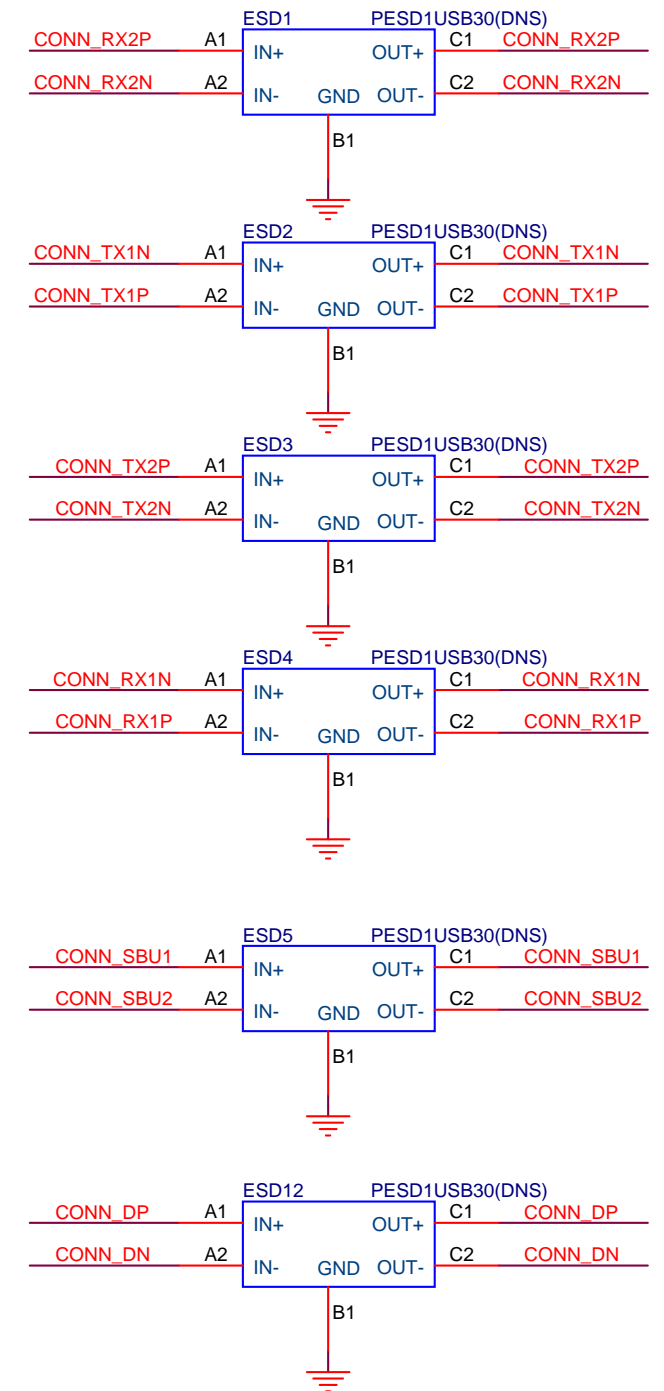 ESD1 PESD1USB30(DNS)
CONN_RX2P A1 IN+ OUT+ C1 CONN_RX2P
CONN_RX2N A2 IN- GND OUT- C2 CONN_RX2N
B1
ESD2 PESD1USB30(DNS)
CONN_TX1N A1 IN+ OUT+ C1 CONN_TX1N
CONN_TX1P A2 IN- GND OUT- C2 CONN_TX1P
B1
ESD3 PESD1USB30(DNS)
CONN_TX2P A1 IN+ OUT+ C1 CONN_TX2P
CONN_TX2N A2 IN- GND OUT- C2 CONN_TX2N
B1
ESD4 PESD1USB30(DNS)
CONN_RX1N A1 IN+ OUT+ C1 CONN_RX1N
CONN_RX1P A2 IN- GND OUT- C2 CONN_RX1P
B1
ESD5 PESD1USB30(DNS)
CONN_SBU1 A1 IN+ OUT+ C1 CONN_SBU1
CONN_SBU2 A2 IN- GND OUT- C2 CONN_SBU2
B1
ESD12 PESD1USB30(DNS)
CONN_DP A1 IN+ OUT+ C1 CONN_DP
CONN_DN A2 IN- GND OUT- C2 CONN_DN
B1